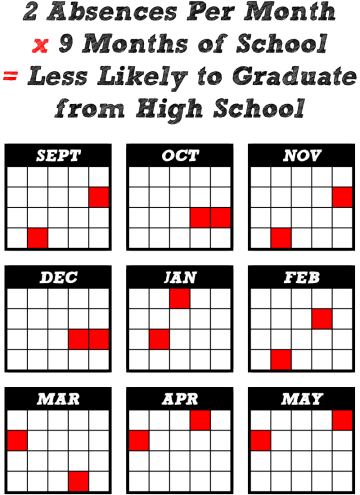 2 Absences Per Month
x 9 Months of School
= Less Likely to Graduate
from High School
SEPT OCT NOV
DEC JAN FEB
MAR APR MAY